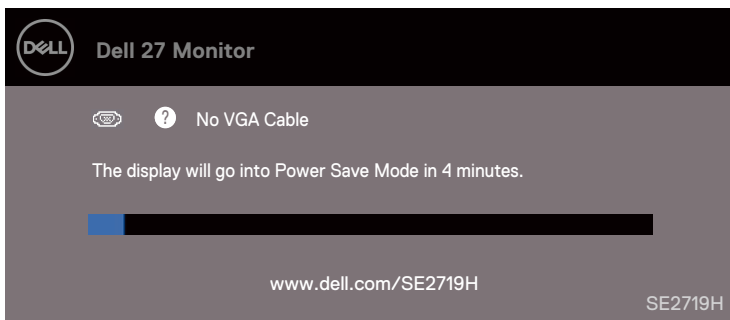 DELL
Dell 27 Monitor
? No VGA Cable
The display will go into Power Save Mode in 4 minutes.
www.dell.com/SE2719H
SE2719H